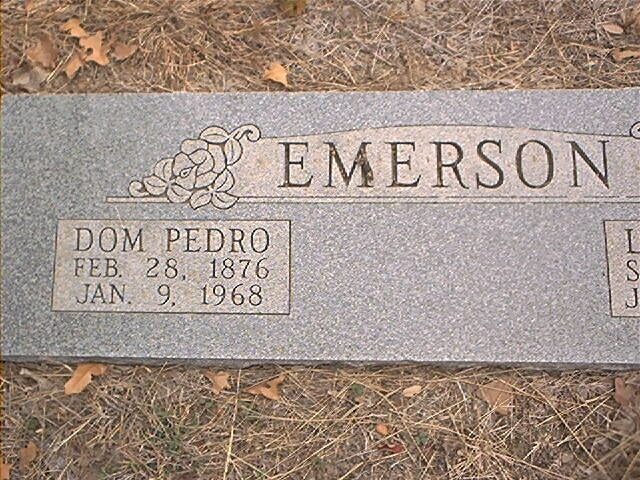 EMERSON
DOM PEDRO
FEB. 28, 1876
JAN. 9, 1968